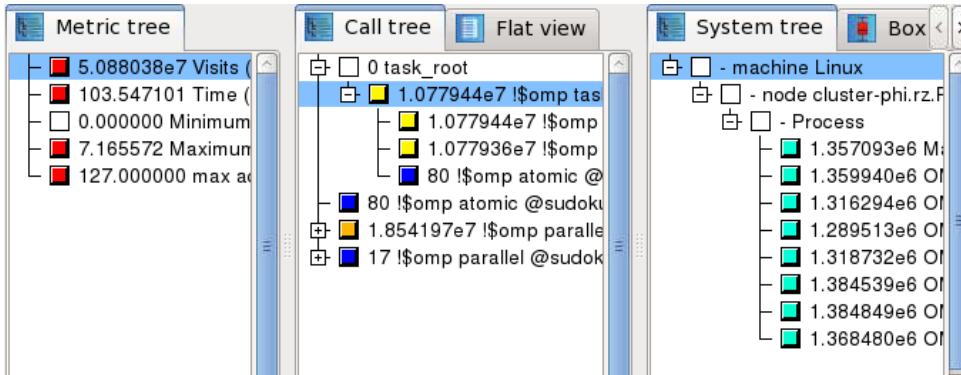 Metric tree
5.088038e7 Visits (
103.547101 Time (
0.000000 Minimum
7.165572 Maximum
127.000000 max a
Call tree
Flat view
0 task_root
1.077944e7 !$omp tas
1.077944e7 !$omp
1.077936e7 !$omp
80 !$omp atomic @
80 !$omp atomic @sudoku
1.854197e7 !$omp paralle
17 !$omp parallel @sudok
System tree
Box
- machine Linux
- node cluster-phi.rz.
- Process
1.357093e6 Ma
1.359940e6 O
1.316294e6 O
1.289513e6 O
1.318732e6 O
1.384539e6 O
1.384849e6 O
1.368480e6 O